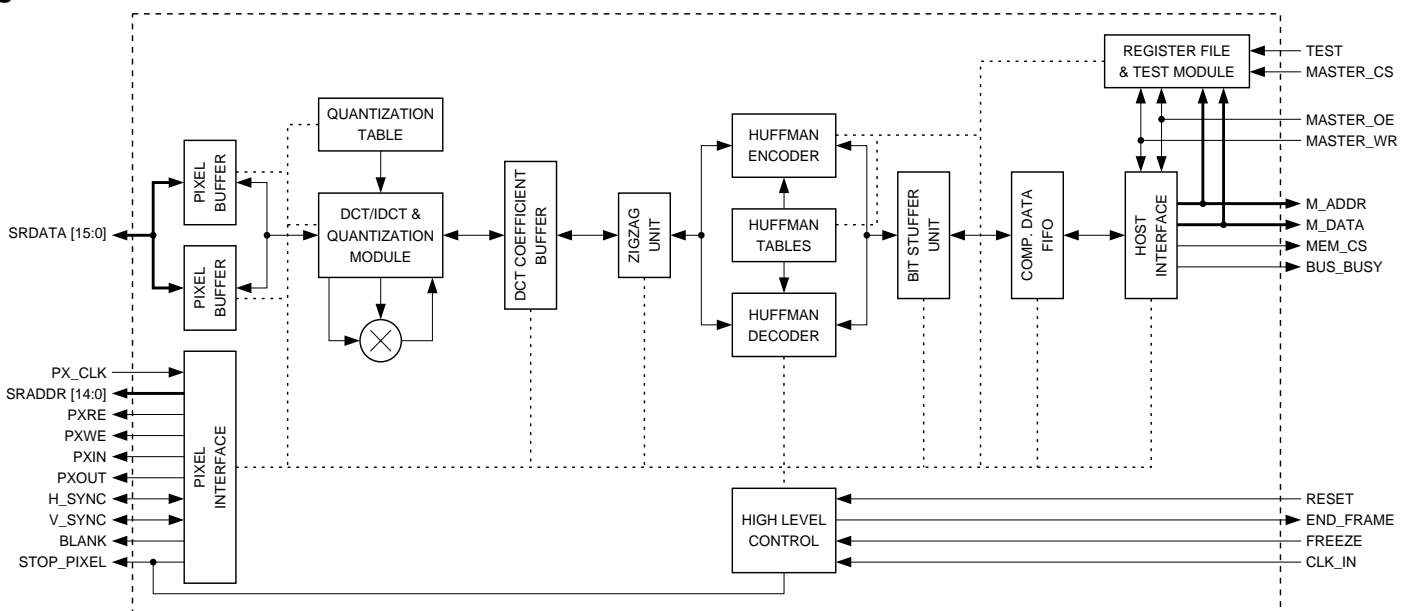 REGISTER FILE
& TEST MODULE
TEST
MASTER_CS
MASTER_OE
MASTER_WR
QUANTIZATION
TABLE
PIXEL
BUFFER
PIXEL
BUFFER
DCT/IDCT &
QUANTIZATION
MODULE
DCT COEFFICIENT
BUFFER
ZIGZAG
UNIT
HUFFMAN
ENCODER
HUFFMAN
TABLES
HUFFMAN
DECODER
BIT STUFFER
UNIT
COMP. DATA
FIFO
HOST
INTERFACE
M_ADDR
M_DATA
MEM_CS
BUS_BUSY
SRDATA [15:0]
PX_CLK
SRADDR [14:0]
PXRE
PXWE
PXIN
PXOUT
H_SYNC
V_SYNC
BLANK
STOP_PIXEL
PIXEL
INTERFACE
HIGH LEVEL
CONTROL
RESET
END_FRAME
FREEZE
CLK_IN